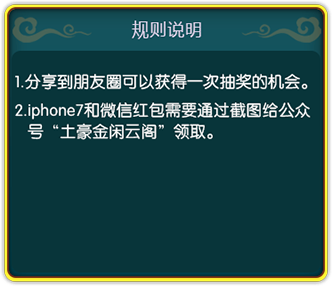 规则说明
1.分享到朋友圈可以获得一次抽奖的机会。
2.iphone7和微信红包需要通过截图给公众
号“土豪金闲云阁”领取。